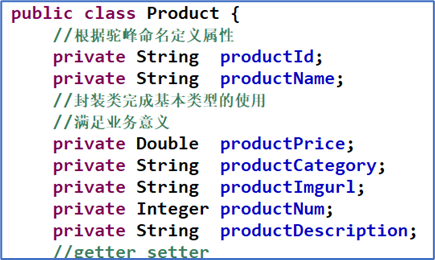 public class Product {
//根据驼峰命名定义属性
private String  productId;
private String  productName;
//封装类完成基本类型的使用
//满足业务意义
private Double  productPrice;
private String  productCategory;
private String  productImgurl;
private Integer productNum;
private String  productDescription;
//getter setter